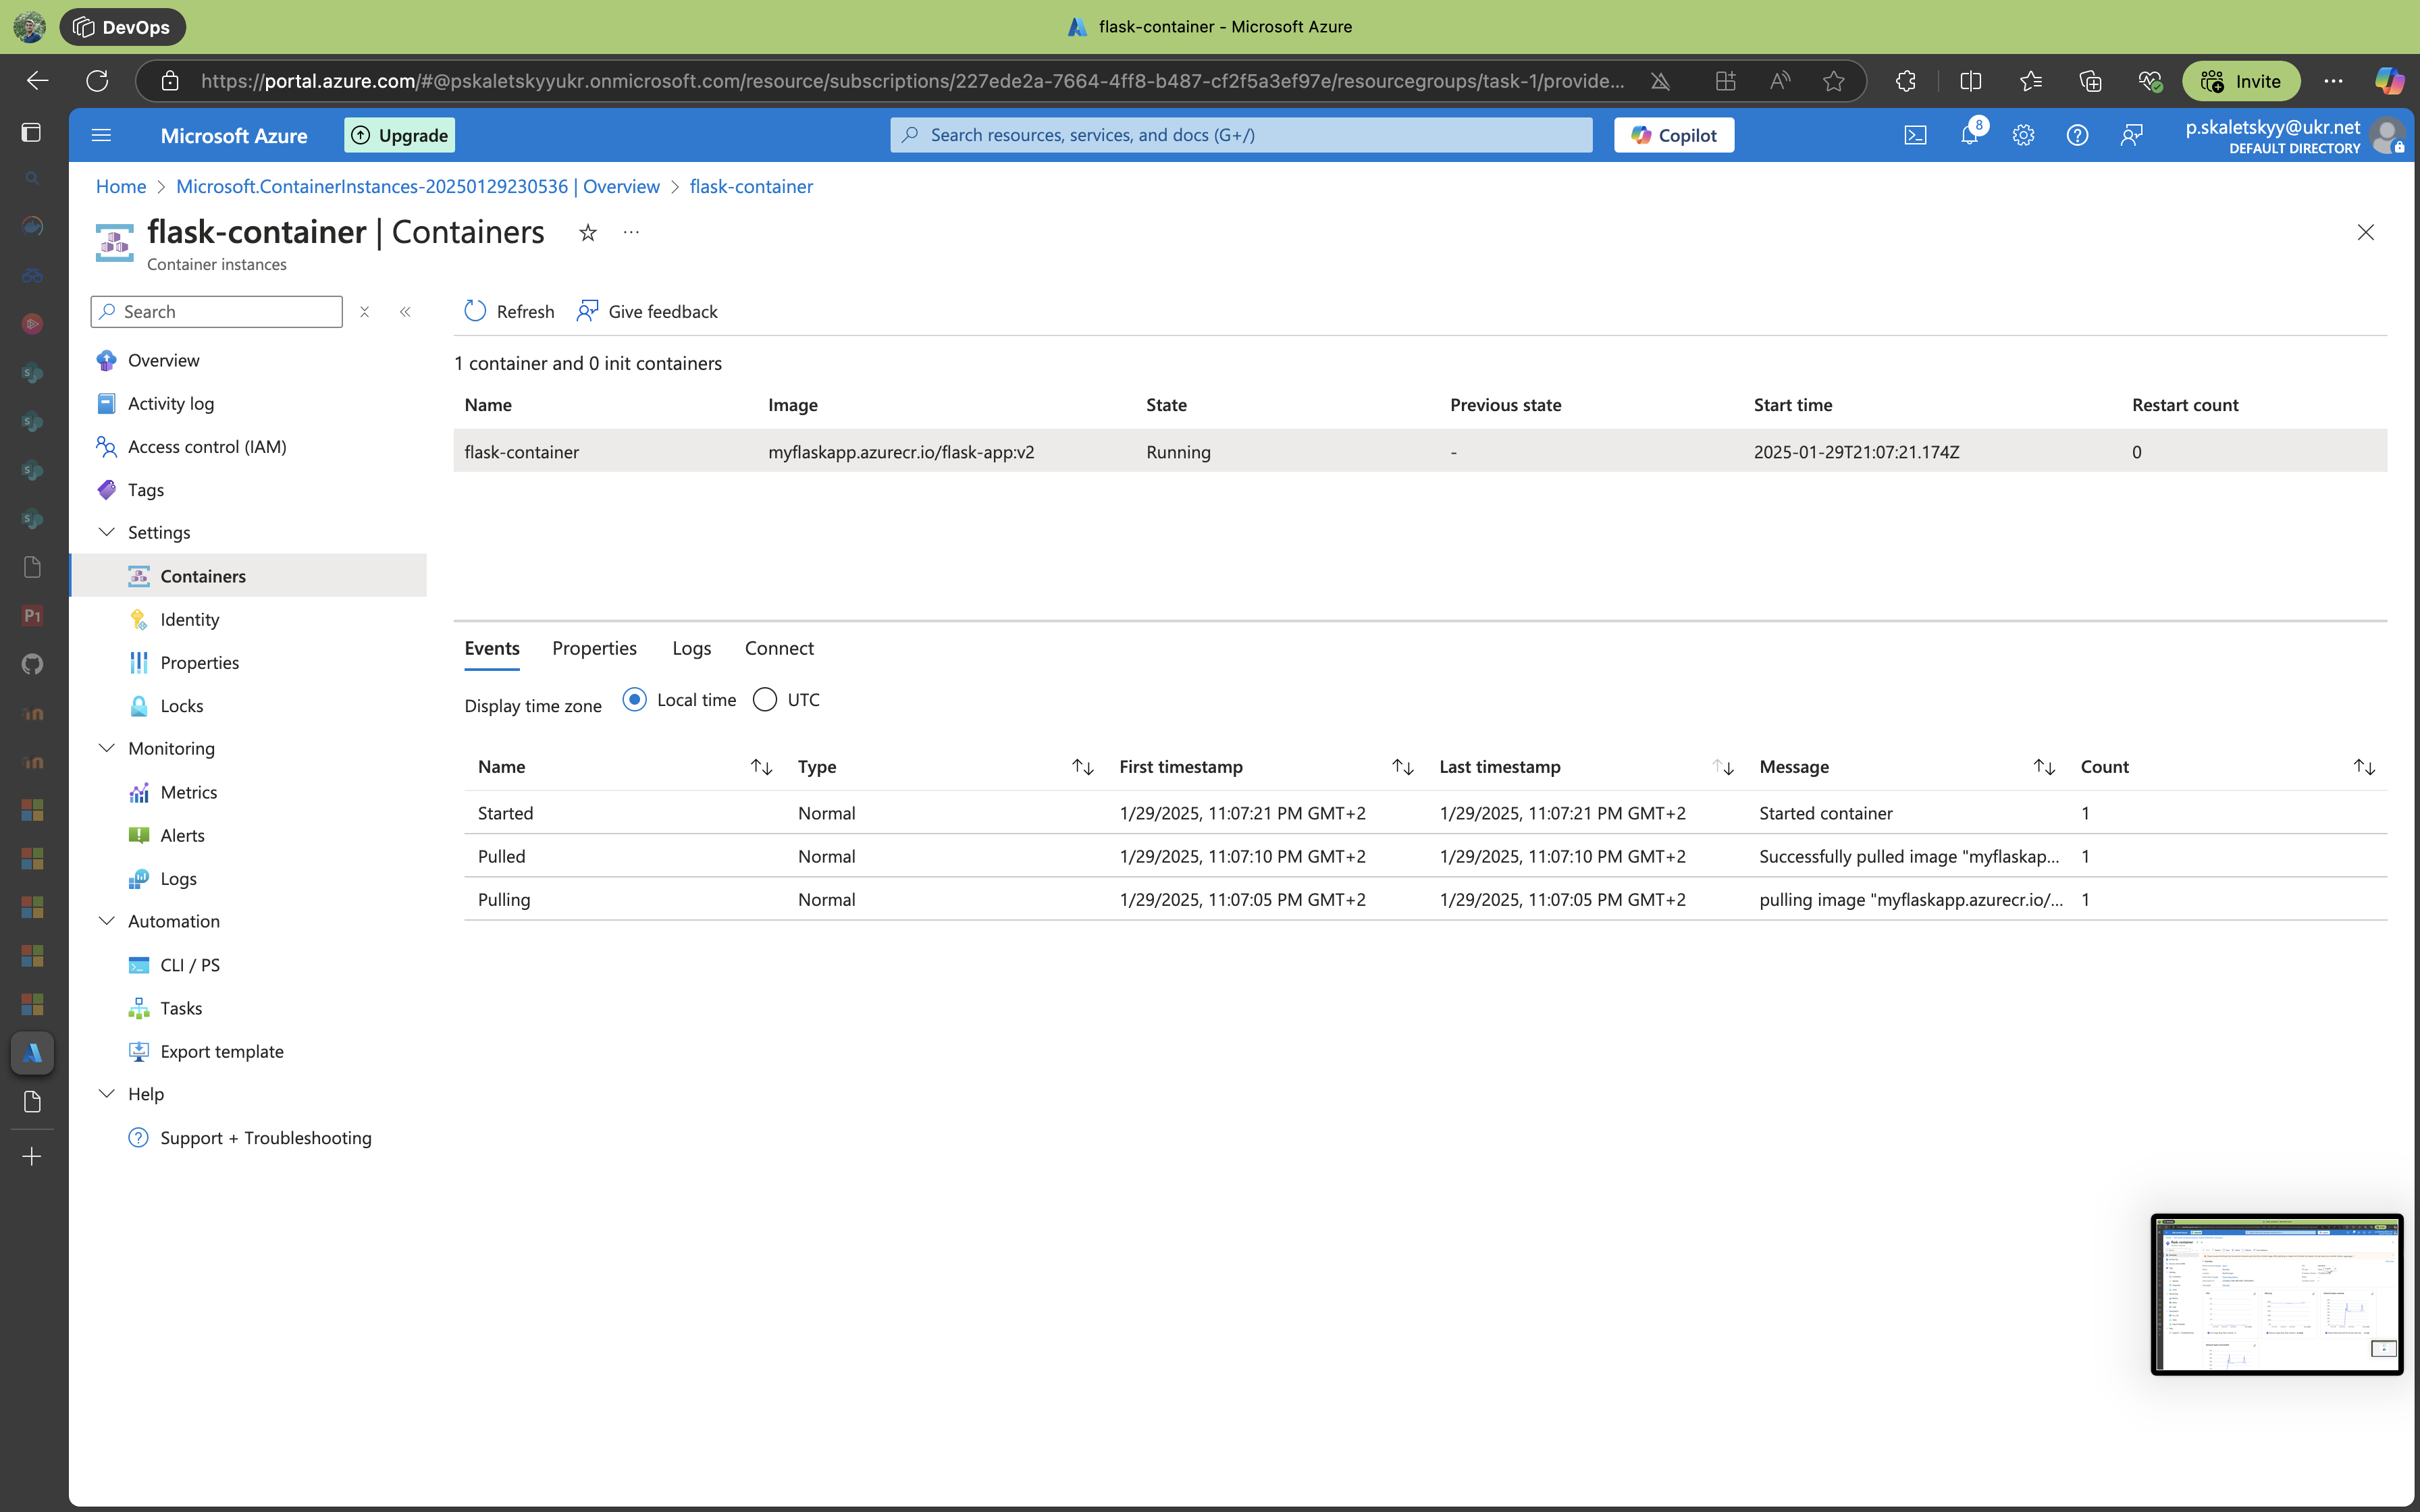 DevOps
flask-container - Microsoft Azure
https://portal.azure.com/#@pskaletskyyukr.onmicrosoft.com/resource/subscriptions/227ede2a-7664-4ff8-b487-cf2f5a3ef97e/resourcegroups/task-1/provide...
Invite
Microsoft Azure
Upgrade
Search resources, services, and docs (G+/)
Copilot
8
p.skaletskyy@ukr.net
DEFAULT DIRECTORY
Home > Microsoft.ContainerInstances-20250129230536 | Overview > flask-container
flask-container | Containers
Container instances
Search
Refresh Give feedback
Overview
Activity log
Access control (IAM)
Tags
Settings
Containers
Identity
Properties
Locks
Monitoring
Metrics
Alerts
Logs
Automation
CLI / PS
Tasks
Export template
Help
Support + Troubleshooting
1 container and 0 init containers
Name Image State Previous state Start time Restart count
flask-container myflaskapp.azurecr.io/flask-app:v2 Running - 2025-01-29T21:07:21.174Z 0
Events Properties Logs Connect
Display time zone Local time UTC
Name Type First timestamp Last timestamp Message Count
Started Normal 1/29/2025, 11:07:21 PM GMT+2 1/29/2025, 11:07:21 PM GMT+2 Started container 1
Pulled Normal 1/29/2025, 11:07:10 PM GMT+2 1/29/2025, 11:07:10 PM GMT+2 Successfully pulled image "myflaskap... 1
Pulling Normal 1/29/2025, 11:07:05 PM GMT+2 1/29/2025, 11:07:05 PM GMT+2 pulling image "myflaskapp.azurecr.io/... 1